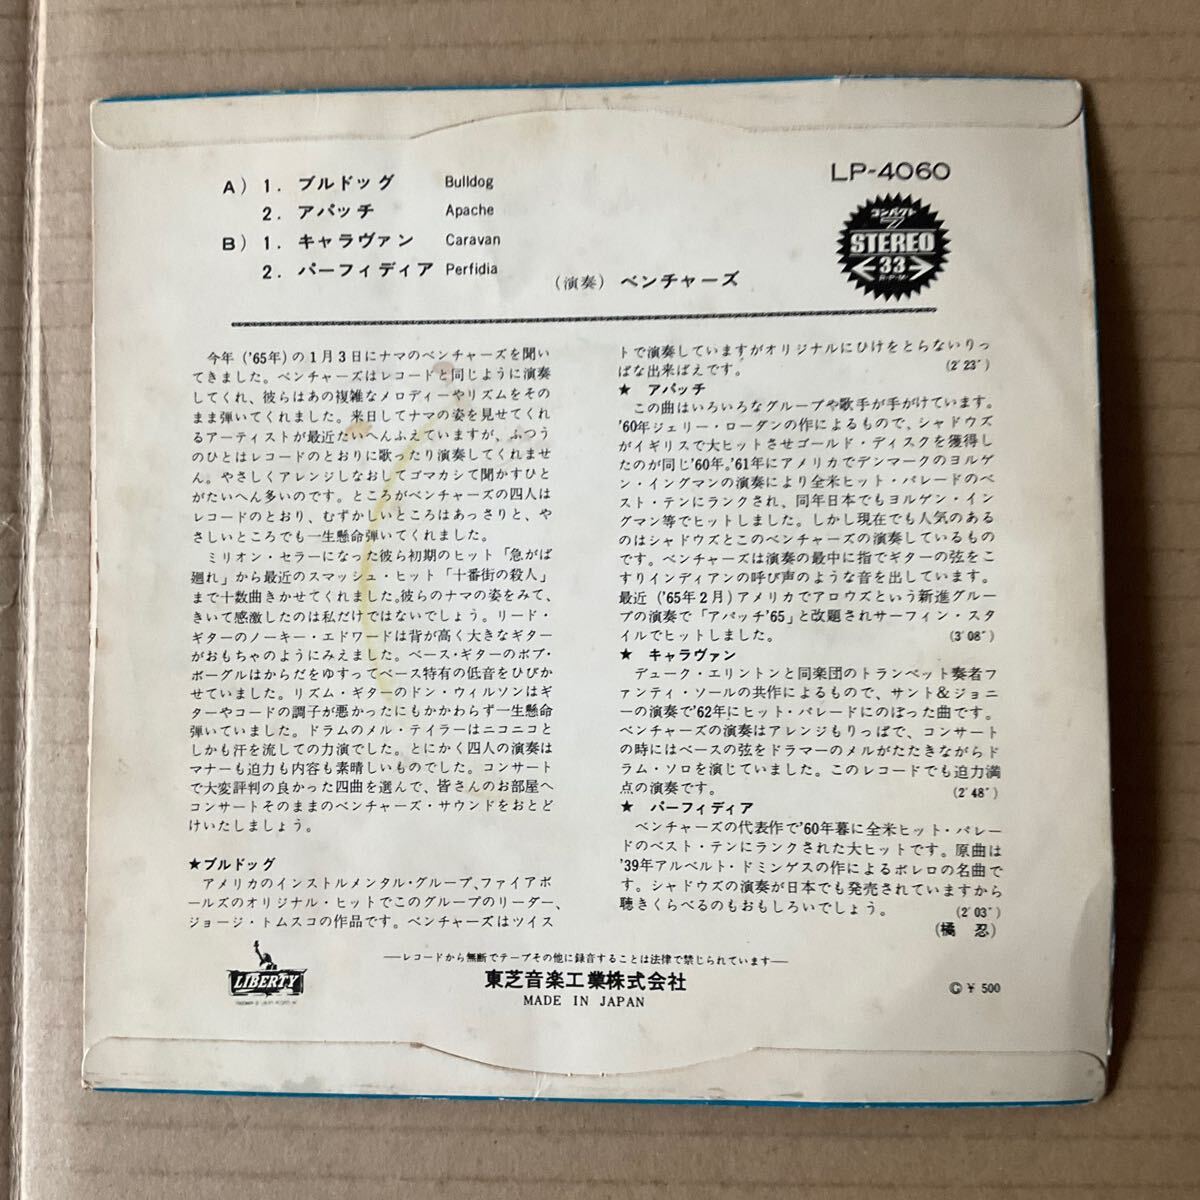 A) 1. ブルドッグ Bulldog
2. アパッチ Apache
B) 1. キャラヴァン Caravan
2. パーフィディア Perfidia
(演奏) ベンチャーズ
LP-4060
コンパクト
7
STEREO
33
R・P・M
今年('65年)の1月3日にナマのベンチャーズを聞い
てきました。ベンチャーズはレコードと同じように演奏
してくれ、彼らはあの複雑なメロディーやリズムをその
まま弾いてくれました。来日してナマの姿を見せてくれ
るアーティストが最近たいへんふえていますが、ふつう
のひとはレコードのとおりに歌ったり演奏してくれませ
ん。やさしくアレンジしなおしてゴマカシて聞かすひと
がたいへん多いのです。ところがベンチャーズの四人は
レコードのとおり、むずかしいところはあっさりと、や
さしいところでも一生懸命弾いてくれました。
ミリオン・セラーになった彼ら初期のヒット「急がば
廻れ」から最近のスマッシュ・ヒット「十番街の殺人」
まで十数曲きかせてくれました。彼らのナマの姿をみて、
きいて感激したのは私だけではないでしょう。リード・
ギターのノーキー・エドワードは背が高く大きなギター
がおもちゃのようにみえました。ベース・ギターのボブ・
ボーグルはからだをゆすってベース特有の低音をひびか
せていました。リズム・ギターのドン・ウィルソンはギ
ターやコードの調子が悪かったにもかかわらず一生懸命
弾いていました。ドラムのメル・テイラーはニコニコと
しかも汗を流しての力演でした。とにかく四人の演奏は
マナーも迫力も内容も素晴しいものでした。コンサート
で大変評判の良かった四曲を選んで、皆さんのお部屋へ
コンサートそのままのベンチャーズ・サウンドをおとど
けいたしましょう。
★ブルドッグ
アメリカのインストルメンタル・グループ、ファイアボ
ールズのオリジナル・ヒットでこのグループのリーダー、
ジョージ・トムスコの作品です。ベンチャーズはツイス
トで演奏していますがオリジナルにひけをとらないりっ
ぱな出来ばえです。 (2'23")
★ アパッチ
この曲はいろいろなグループや歌手が手がけています。
'60年ジェリー・ローダンの作によるもので、シャドウズ
がイギリスで大ヒットさせゴールド・ディスクを獲得し
たのが同じ'60年。'61年にアメリカでデンマークのヨルゲ
ン・イングマンの演奏により全米ヒット・パレードのベ
スト・テンにランクされ、同年日本でもヨルゲン・イン
グマン等でヒットしました。しかし現在でも人気のある
のはシャドウズとこのベンチャーズの演奏しているもの
です。ベンチャーズは演奏の最中に指でギターの弦をこ
すりインディアンの呼び声のような音を出しています。
最近('65年2月)アメリカでアロウズという新進グルー
プの演奏で「アパッチ'65」と改題されサーフィン・スタ
イルでヒットしました。 (3'08")
★ キャラヴァン
デューク・エリントンと同楽団のトランペット奏者フ
ァンティ・ソールの共作によるもので、サント&ジョニ
ーの演奏で'62年にヒット・パレードにのぼった曲です。
ベンチャーズの演奏はアレンジもりっぱで、コンサート
の時にはベースの弦をドラマーのメルがたたきながらド
ラム・ソロを演じていました。このレコードでも迫力満
点の演奏です。 (2'48")
★ パーフィディア
ベンチャーズの代表作で'60年暮に全米ヒット・パレー
ドのベスト・テンにランクされた大ヒットです。原曲は
'39年アルベルト・ドミンゲスの作によるボレロの名曲で
す。シャドウズの演奏が日本でも発売されていますから
聴きくらべるのもおもしろいでしょう。 (2'03")
(橘 忍)
LIBERTY
―レコードから無断でテープその他に録音することは法律で禁じられています―
東芝音楽工業株式会社
MADE IN JAPAN
Ⓖ ¥ 500